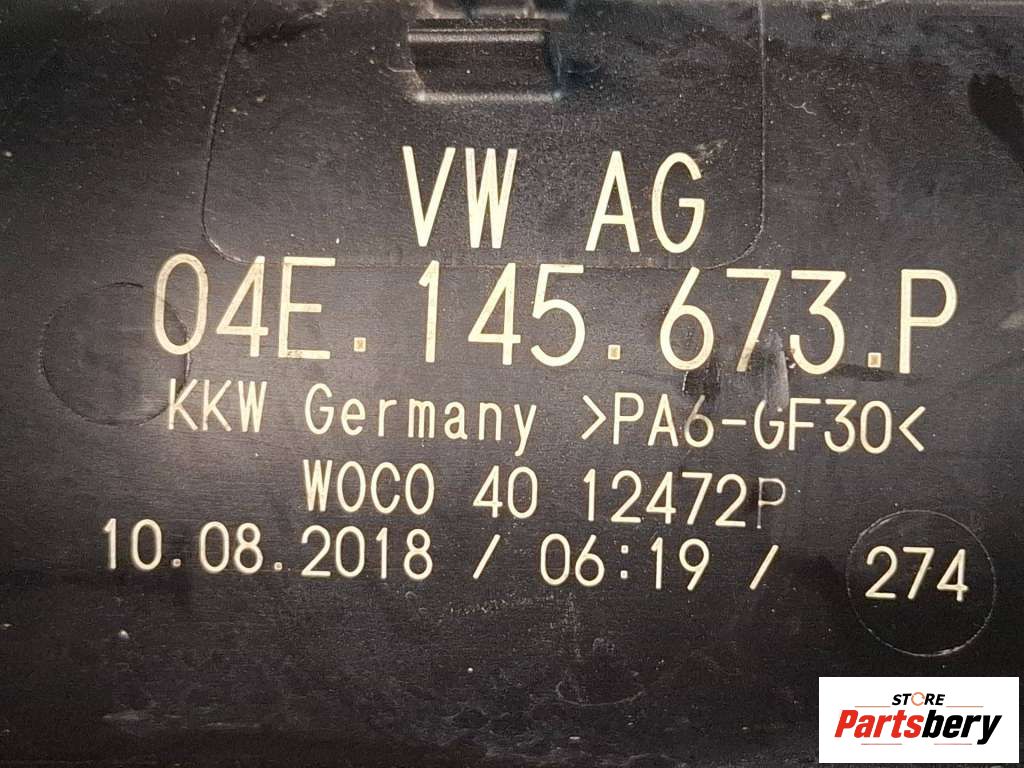 VW AG
04E.145.673.P
KKW Germany >PA6-GF30<
WOCO 40 12472P
10.08.2018 / 06:19 / 274
STORE
Partsbery